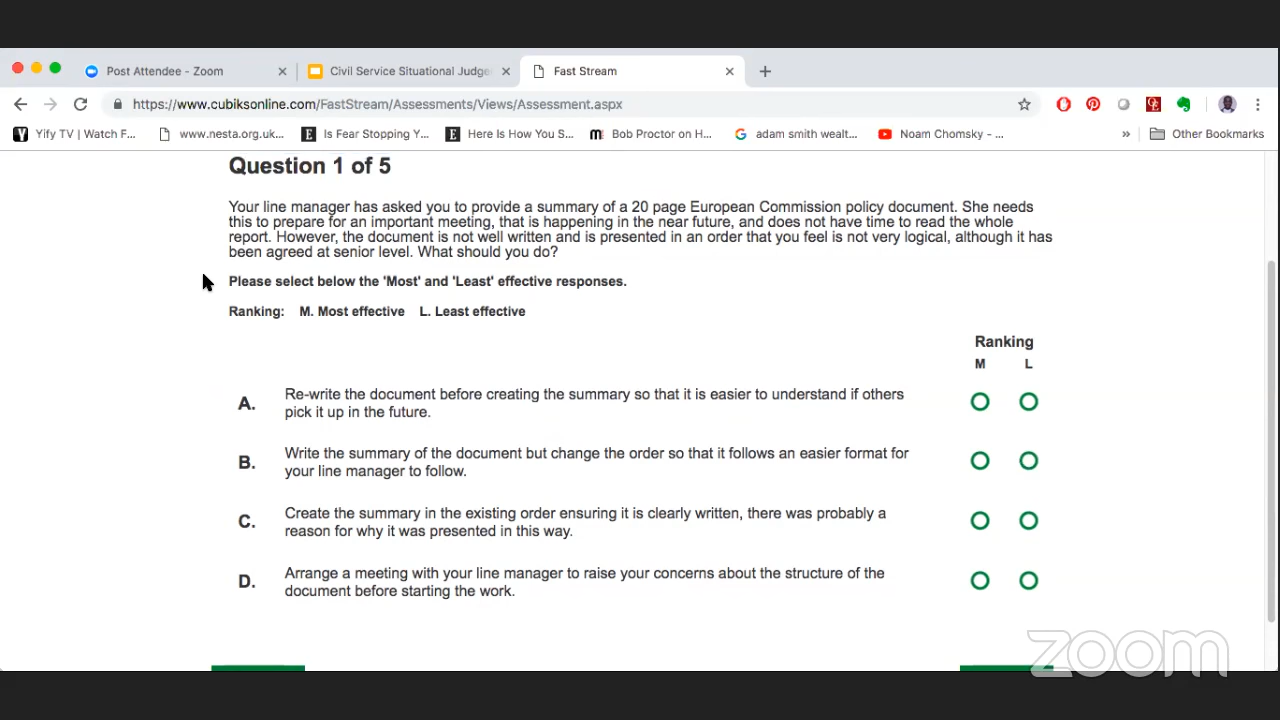 Post Attendee - Zoom
Civil Service Situational Judge
Fast Stream
https://www.cubiksonline.com/FastStream/Assessments/Views/Assessment.aspx
Yify TV | Watch F...
www.nesta.org.uk...
Is Fear Stopping Y...
Here Is How You S...
Bob Proctor on H...
adam smith wealt...
Noam Chomsky - ...
»
Other Bookmarks
Question 1 of 5
Your line manager has asked you to provide a summary of a 20 page European Commission policy document. She needs
this to prepare for an important meeting, that is happening in the near future, and does not have time to read the whole
report. However, the document is not well written and is presented in an order that you feel is not very logical, although it has
been agreed at senior level. What should you do?
Please select below the 'Most' and 'Least' effective responses.
Ranking: M. Most effective L. Least effective
Ranking
M L
A. Re-write the document before creating the summary so that it is easier to understand if others
pick it up in the future.
B. Write the summary of the document but change the order so that it follows an easier format for
your line manager to follow.
C. Create the summary in the existing order ensuring it is clearly written, there was probably a
reason for why it was presented in this way.
D. Arrange a meeting with your line manager to raise your concerns about the structure of the
document before starting the work.
zoom